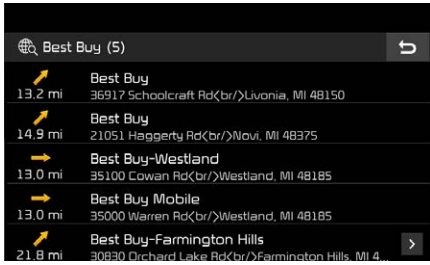 Best Buy (5)
Best Buy
13.2 mi 36917 Schoolcraft Rd<br/>Livonia, MI 48150
Best Buy
14.9 mi 21051 Haggerty Rd<br/>Novi, MI 48375
Best Buy-Westland
13.0 mi 35100 Cowan Rd<br/>Westland, MI 48185
Best Buy Mobile
13.0 mi 35000 Warren Rd<br/>Westland, MI 48185
Best Buy-Farmington Hills
21.8 mi 30830 Orchard Lake Rd<br/>Farmington Hills, MI 4...